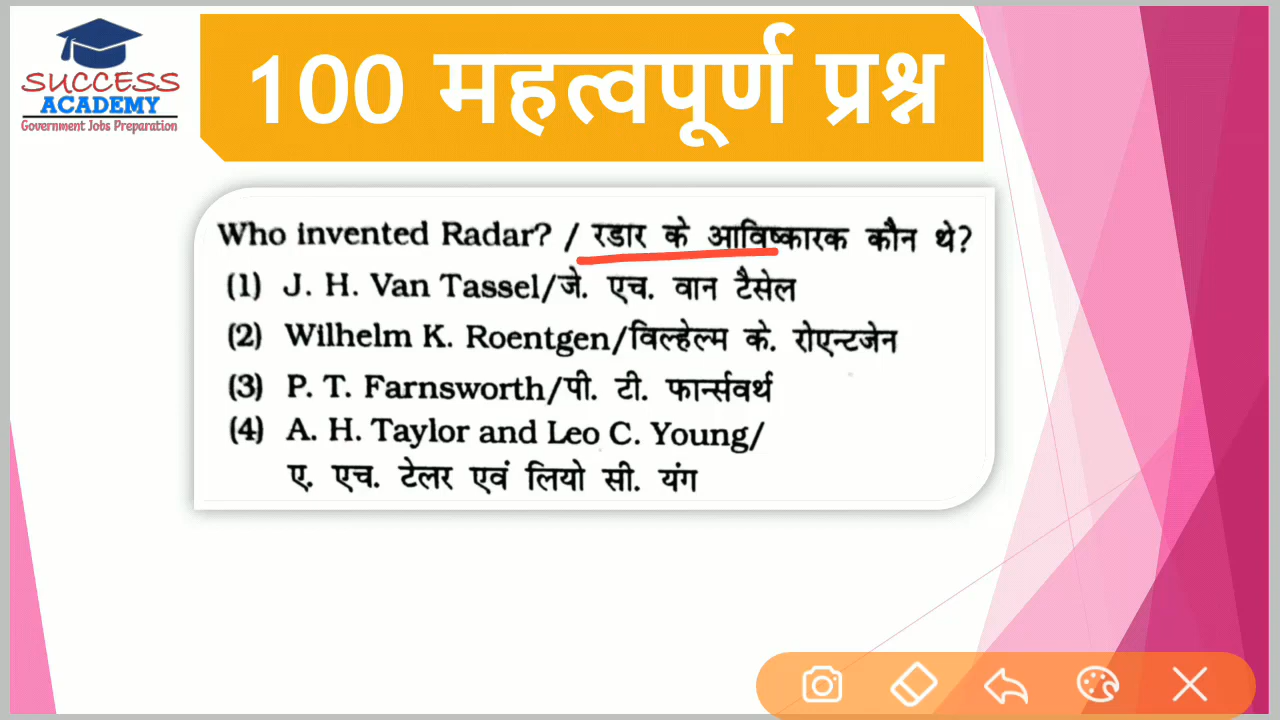 SUCCESS
ACADEMY
Government Jobs Preparation
100 महत्वपूर्ण प्रश्न
Who invented Radar? / रडार के आविष्कारक कौन थे?
(1) J. H. Van Tassel/जे. एच. वान टैसेल
(2) Wilhelm K. Roentgen/विल्हेल्म के. रोएन्टजेन
(3) P. T. Farnsworth/पी. टी. फार्न्सवर्थ
(4) A. H. Taylor and Leo C. Young/
ए. एच. टेलर एवं लियो सी. यंग